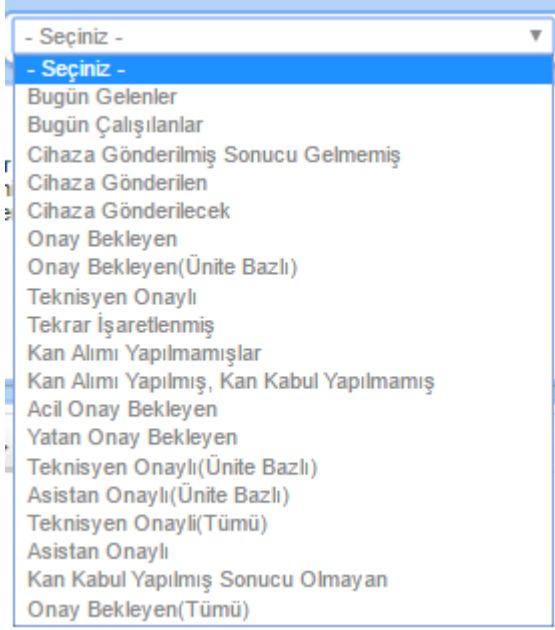 - Seçiniz -
- Seçiniz -
Bugün Gelenler
Bugün Çalışılanlar
Cihaza Gönderilmiş Sonucu Gelmemiş
Cihaza Gönderilen
Cihaza Gönderilecek
Onay Bekleyen
Onay Bekleyen(Ünite Bazlı)
Teknisyen Onaylı
Tekrar İşaretlenmiş
Kan Alımı Yapılmamışlar
Kan Alımı Yapılmış, Kan Kabul Yapılmamış
Acil Onay Bekleyen
Yatan Onay Bekleyen
Teknisyen Onaylı(Ünite Bazlı)
Asistan Onaylı(Ünite Bazlı)
Teknisyen Onayli(Tümü)
Asistan Onaylı
Kan Kabul Yapılmış Sonucu Olmayan
Onay Bekleyen(Tümü)